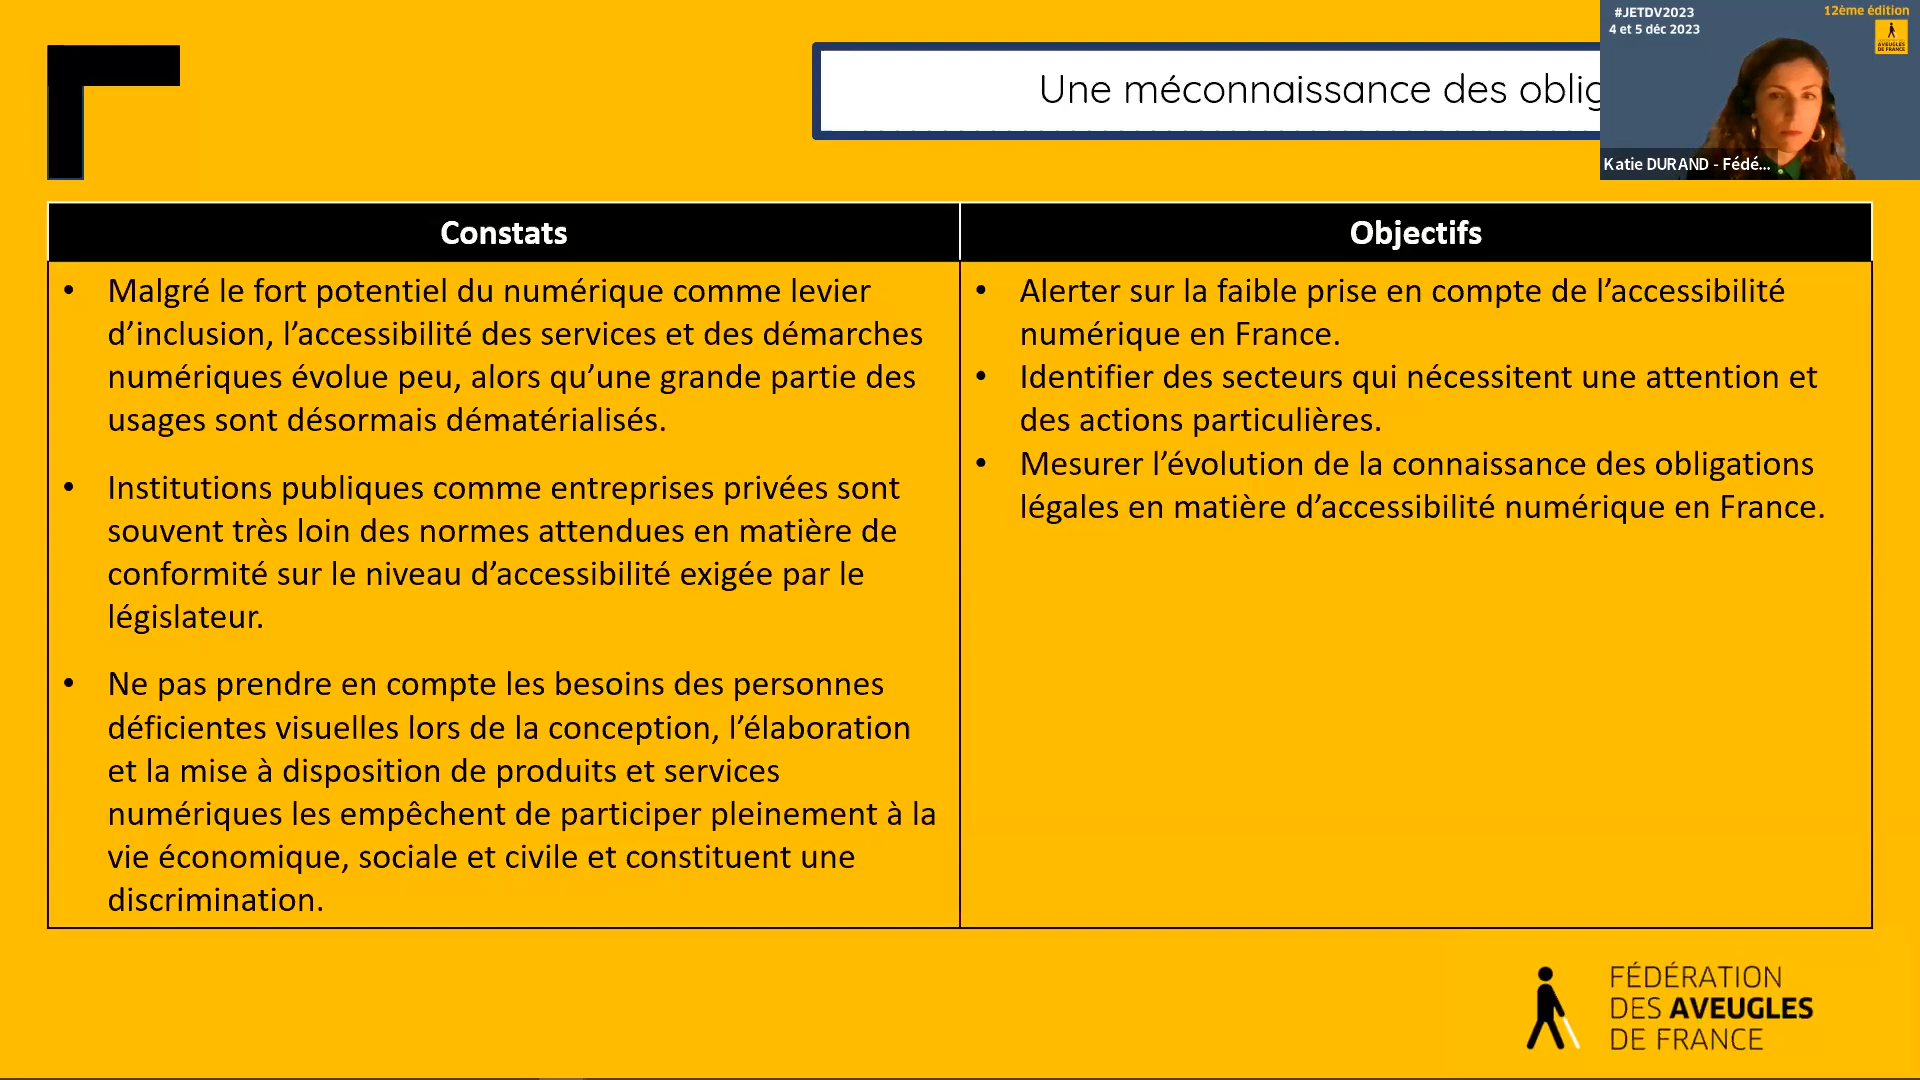 #JETDV2023
4 et 5 déc 2023
12ème édition
AVEUGLES
DE FRANCE
Une méconnaissance des oblig
Katie DURAND - Fédé...
Constats
Objectifs
• Malgré le fort potentiel du numérique comme levier
d’inclusion, l’accessibilité des services et des démarches
numériques évolue peu, alors qu’une grande partie des
usages sont désormais dématérialisés.
• Institutions publiques comme entreprises privées sont
souvent très loin des normes attendues en matière de
conformité sur le niveau d’accessibilité exigée par le
législateur.
• Ne pas prendre en compte les besoins des personnes
déficientes visuelles lors de la conception, l’élaboration
et la mise à disposition de produits et services
numériques les empêchent de participer pleinement à la
vie économique, sociale et civile et constituent une
discrimination.
• Alerter sur la faible prise en compte de l’accessibilité
numérique en France.
• Identifier des secteurs qui nécessitent une attention et
des actions particulières.
• Mesurer l’évolution de la connaissance des obligations
légales en matière d’accessibilité numérique en France.
FÉDÉRATION
DES AVEUGLES
DE FRANCE